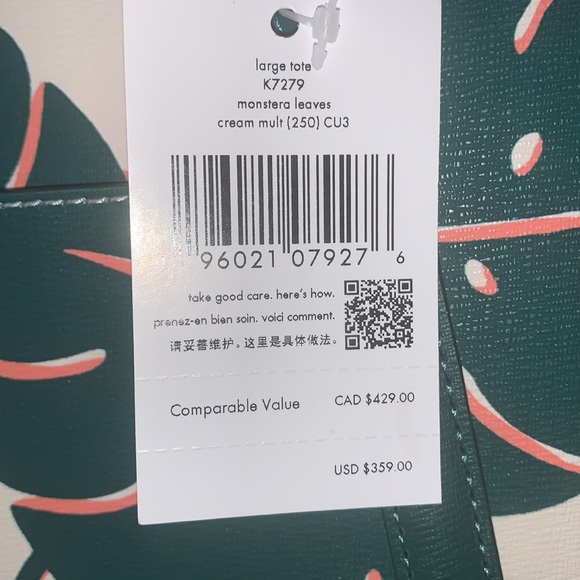 large tote
K7279
monstera leaves
cream mult (250) CU3
96021 07927 6
take good care. here's how.
prenez-en bien soin. voici comment.
请妥善维护。这里是具体做法。
Comparable Value CAD $429.00
USD $359.00